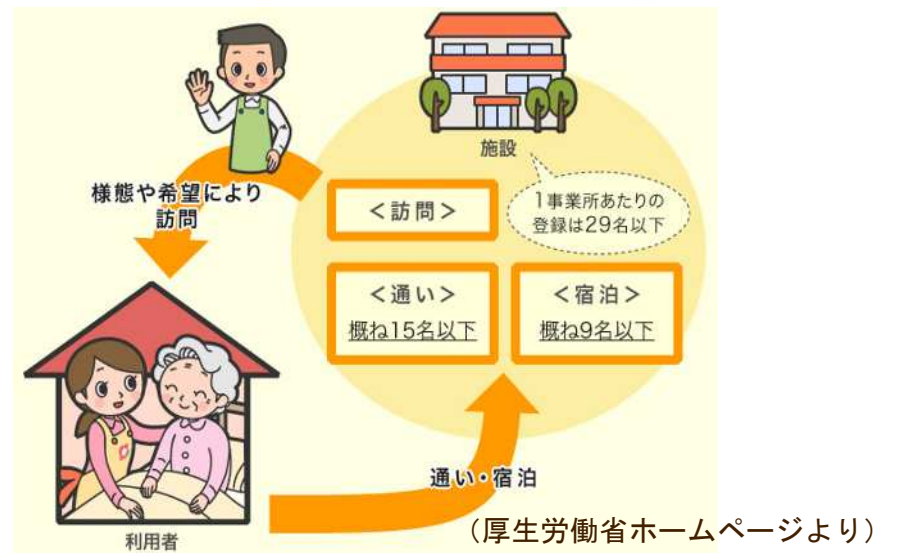 施設
様態や希望により
訪問
＜訪問＞
1事業所あたりの
登録は29名以下
＜通い＞
概ね15名以下
＜宿泊＞
概ね9名以下
通い・宿泊
利用者
（厚生労働省ホームページより）